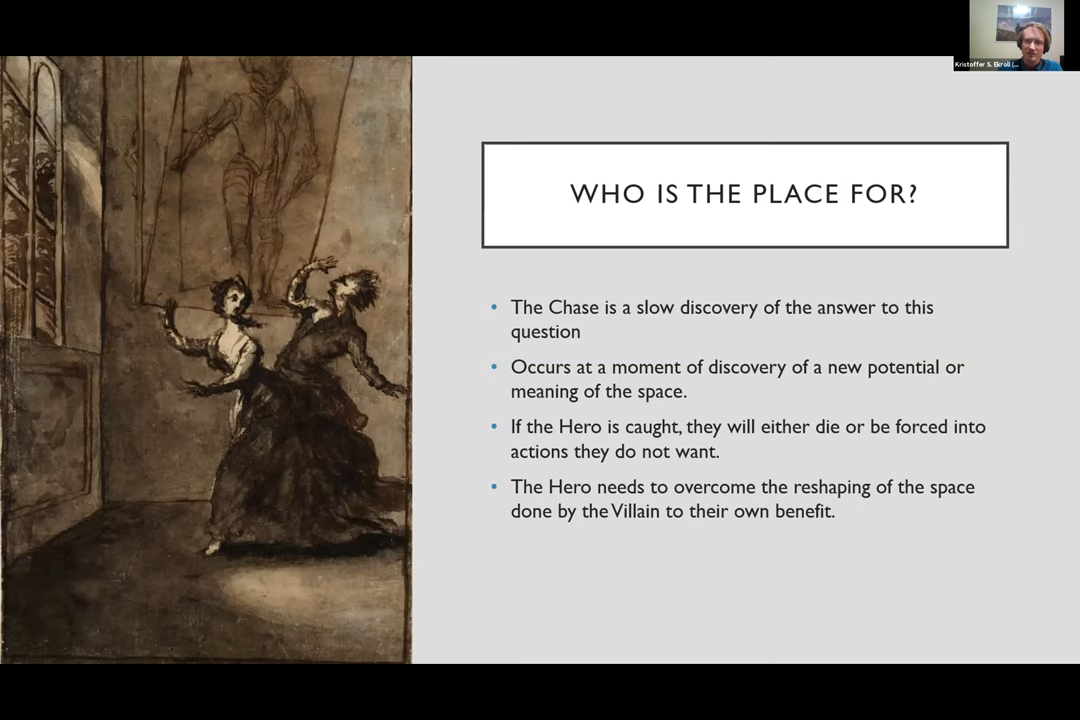 Kristoffer S. Ekroll (...
WHO IS THE PLACE FOR?
• The Chase is a slow discovery of the answer to this
question
• Occurs at a moment of discovery of a new potential or
meaning of the space.
• If the Hero is caught, they will either die or be forced into
actions they do not want.
• The Hero needs to overcome the reshaping of the space
done by the Villain to their own benefit.